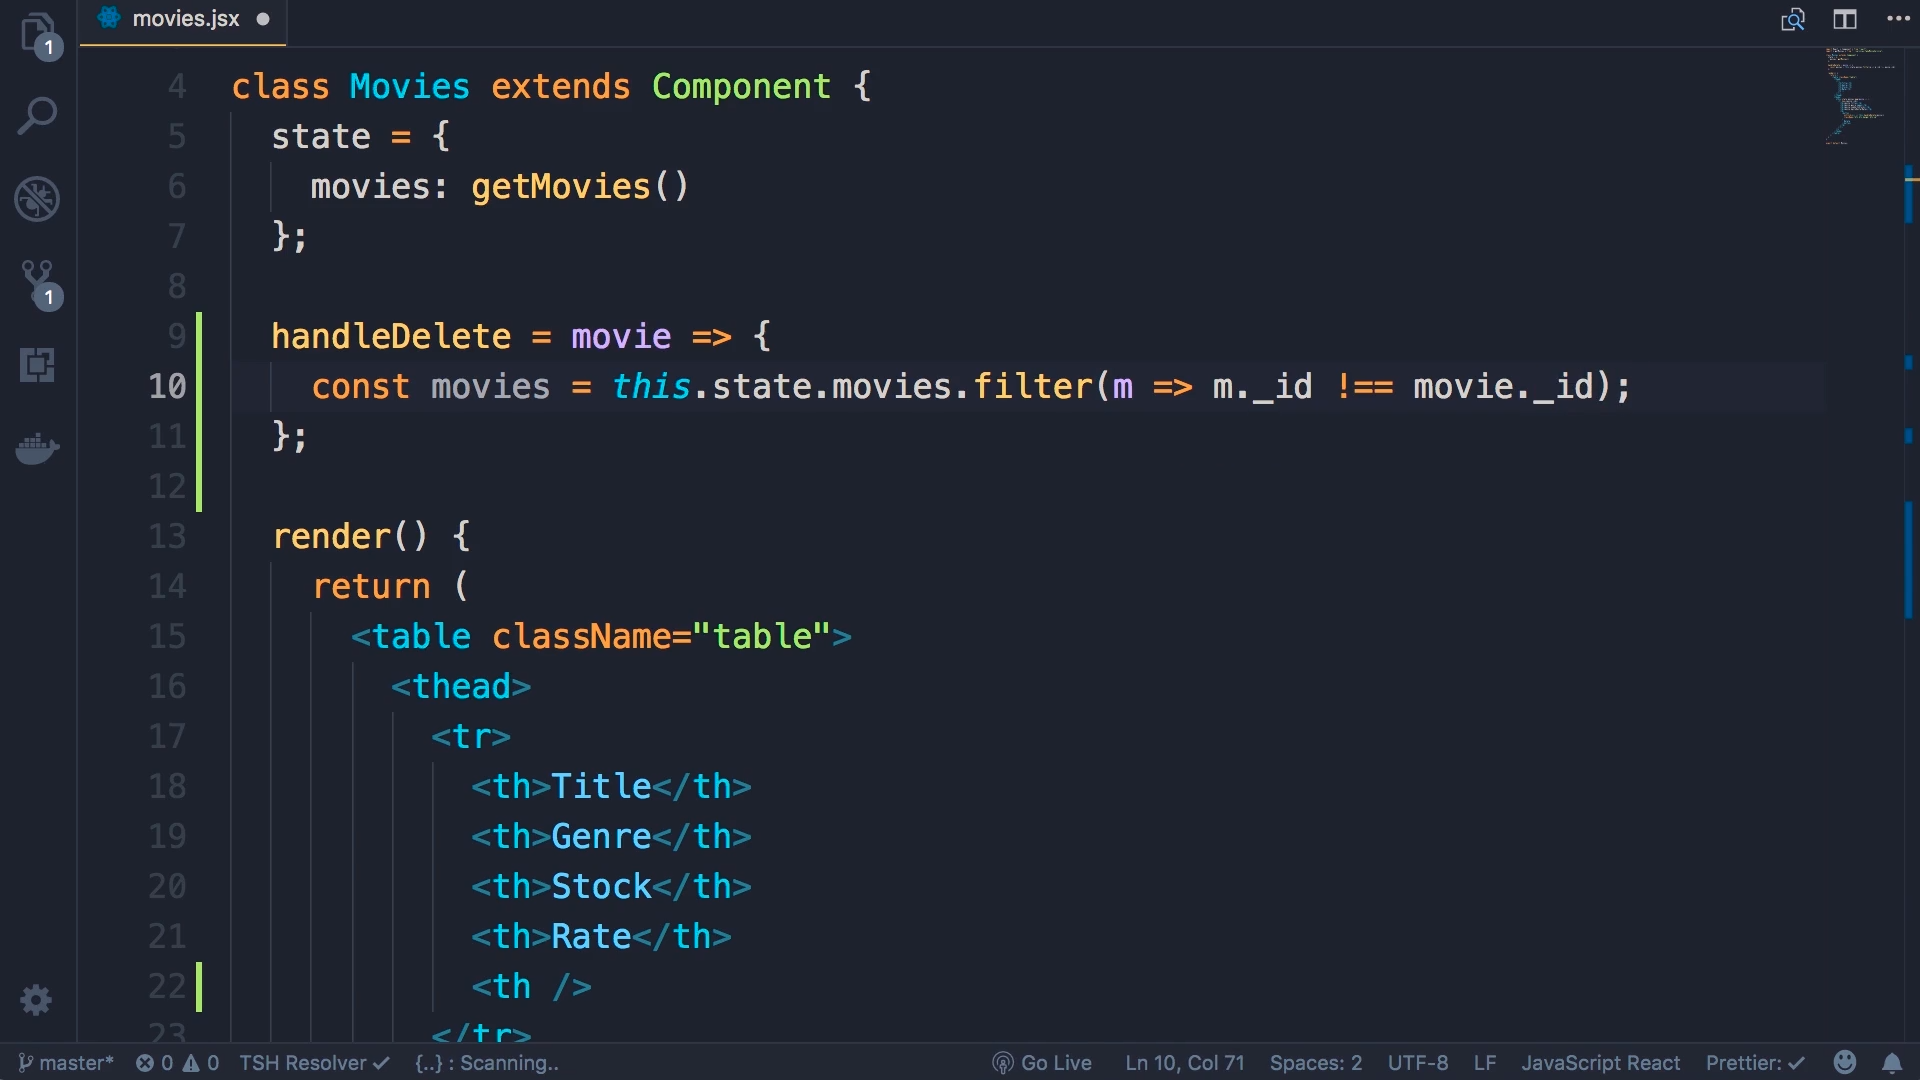 movies.jsx
1
4 class Movies extends Component {
5 state = {
6 movies: getMovies()
7 };
8
9 handleDelete = movie => {
10 const movies = this.state.movies.filter(m => m._id !== movie._id);
11 };
12
13 render() {
14 return (
15 <table className="table">
16 <thead>
17 <tr>
18 <th>Title</th>
19 <th>Genre</th>
20 <th>Stock</th>
21 <th>Rate</th>
22 <th />
23 </tr>
1
master* 0 0 TSH Resolver ✓ {..} : Scanning.. Go Live Ln 10, Col 71 Spaces: 2 UTF-8 LF JavaScript React Prettier: ✓